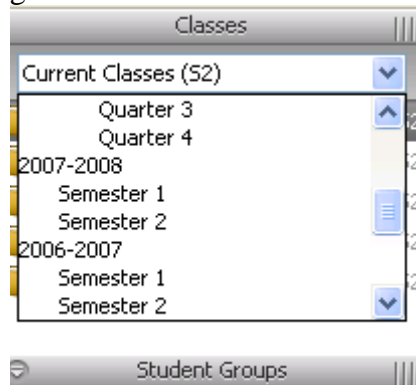 Classes
Current Classes (S2)
Quarter 3
Quarter 4
2007-2008
Semester 1
Semester 2
2006-2007
Semester 1
Semester 2
Student Groups